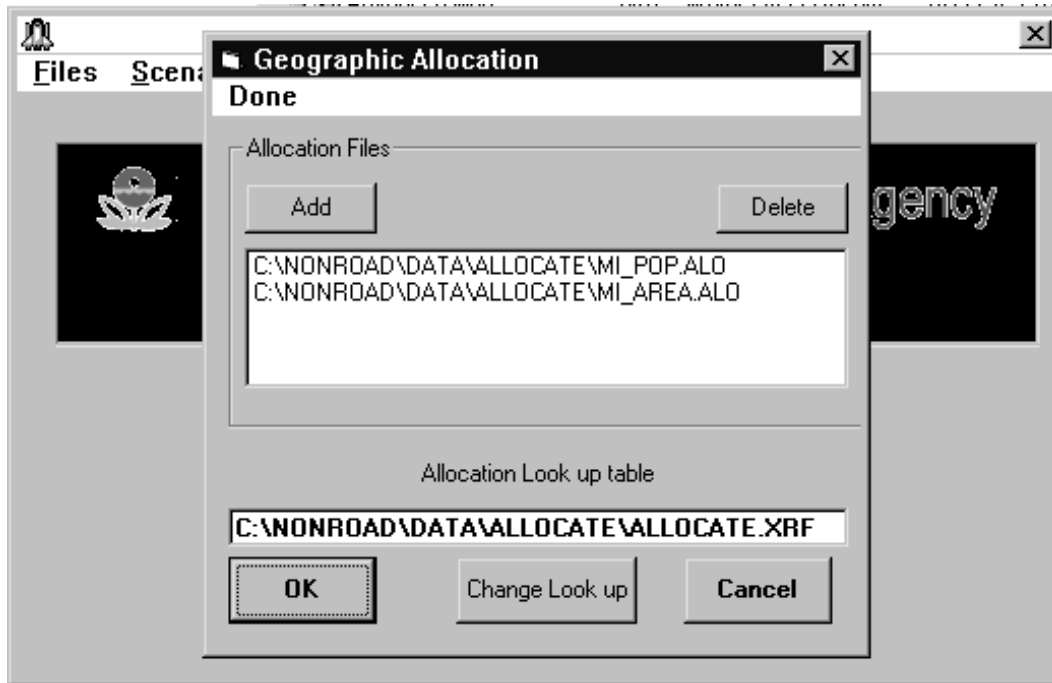 Geographic Allocation
Files Scena
Done
Allocation Files
Add Delete
gency
C:\NONROAD\DATA\ALLOCATE\MI_POP.ALO
C:\NONROAD\DATA\ALLOCATE\MI_AREA.ALO
Allocation Look up table
C:\NONROAD\DATA\ALLOCATE\ALLOCATE.XRF
OK Change Look up Cancel